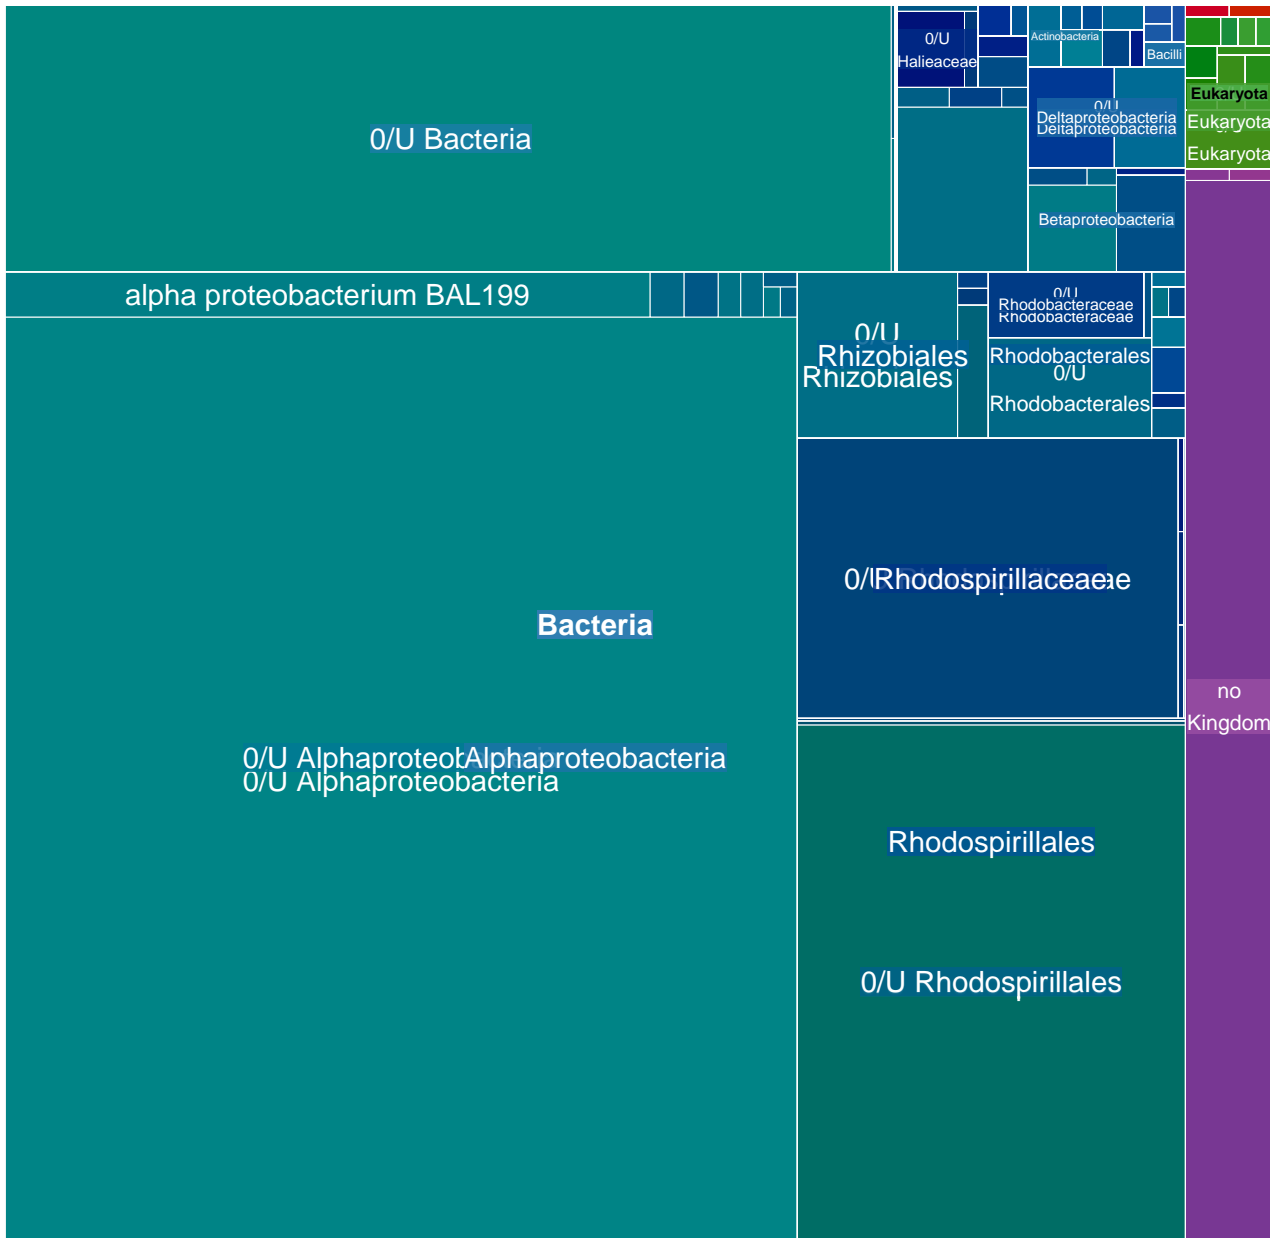 0/U
Halieaceae
Actinobacteria
Bacilli
0/U
Deltaproteobacteria
Deltaproteobacteria
Eukaryota
Eukaryota
Eukaryota
0/U Bacteria
Betaproteobacteria
alpha proteobacterium BAL199
0/U
Rhizobiales
Rhizobiales
0/U
Rhodobacteraceae
Rhodobacteraceae
Rhodobacterales
0/U
Rhodobacterales
Rhodospirillaceae
Bacteria
no
Kingdom
Alphaproteobacteria
0/U Alphaproteobacteria
Rhodospirillales
0/U Rhodospirillales